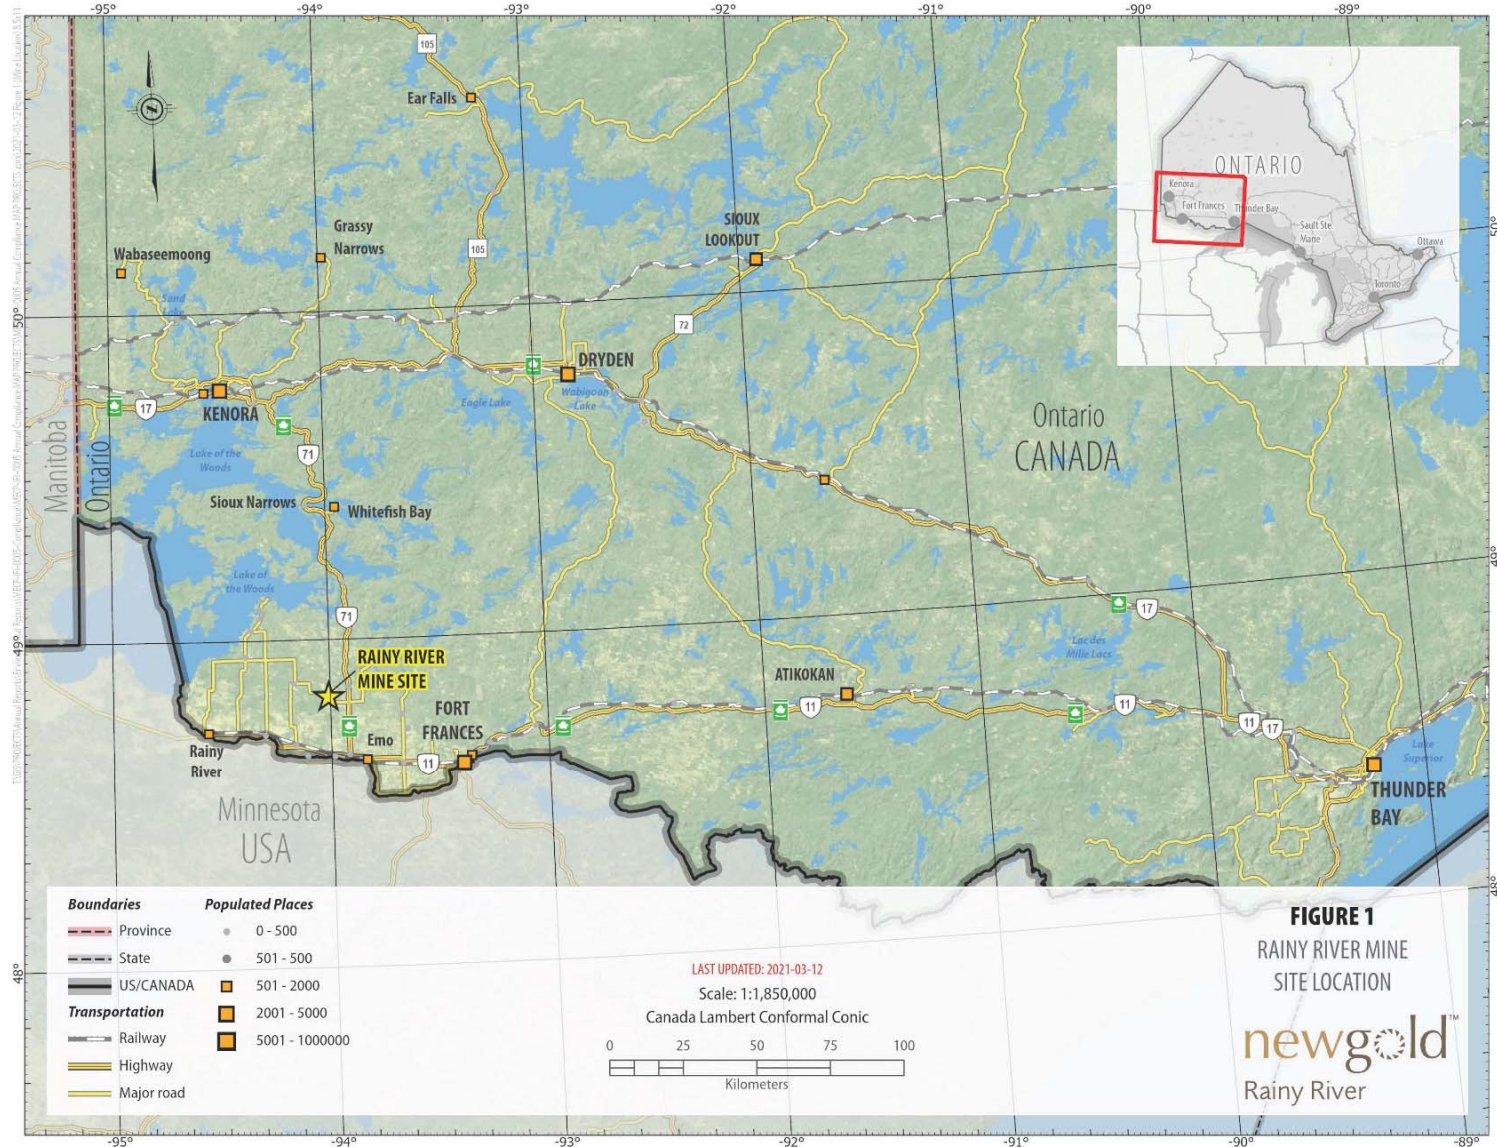 -95°
-94°
-93°
-92°
-91°
-90°
-89°
105
Ear Falls
ONTARIO
Kenora
Fort Frances
Thunder Bay
Sault Ste.
Marie
Ottawa
Toronto
Wabaseemoong
Grassy
Narrows
105
SIOUX
LOOKOUT
50°
Sand
Lake
50°
72
DRYDEN
Wabigoon
Lake
Eagle Lake
17
KENORA
71
Lake of the
Woods
Manitoba
Ontario
Ontario
CANADA
Sioux Narrows
Whitefish Bay
Lake of
the Woods
71
49°
49°
17
Lac des
Mille Lacs
RAINY RIVER
MINE SITE
ATIKOKAN
11
11
11
17
FORT
FRANCES
Emo
11
Rainy
River
Lake
Superior
THUNDER
BAY
Minnesota
USA
48°
48°
Boundaries
Province
State
US/CANADA
Transportation
Railway
Highway
Major road
Populated Places
0 - 500
501 - 500
501 - 2000
2001 - 5000
5001 - 1000000
LAST UPDATED: 2021-03-12
Scale: 1:1,850,000
Canada Lambert Conformal Conic
0 25 50 75 100
Kilometers
FIGURE 1
RAINY RIVER MINE
SITE LOCATION
newgold™
Rainy River
-95°
-94°
-93°
-92°
-91°
-90°
-89°